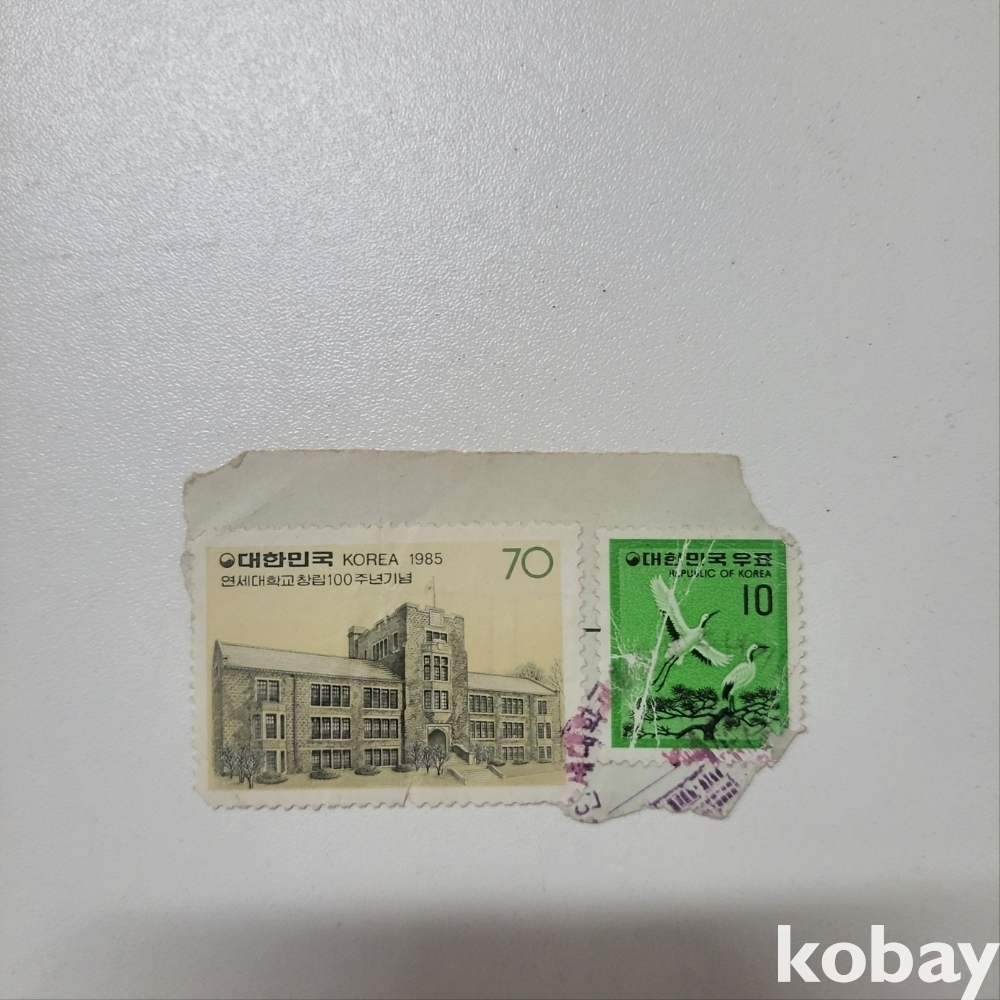 대한민국 KOREA 1985 70
연세대학교창립100주년기념
대한민국우표
REPUBLIC OF KOREA
10
kobay